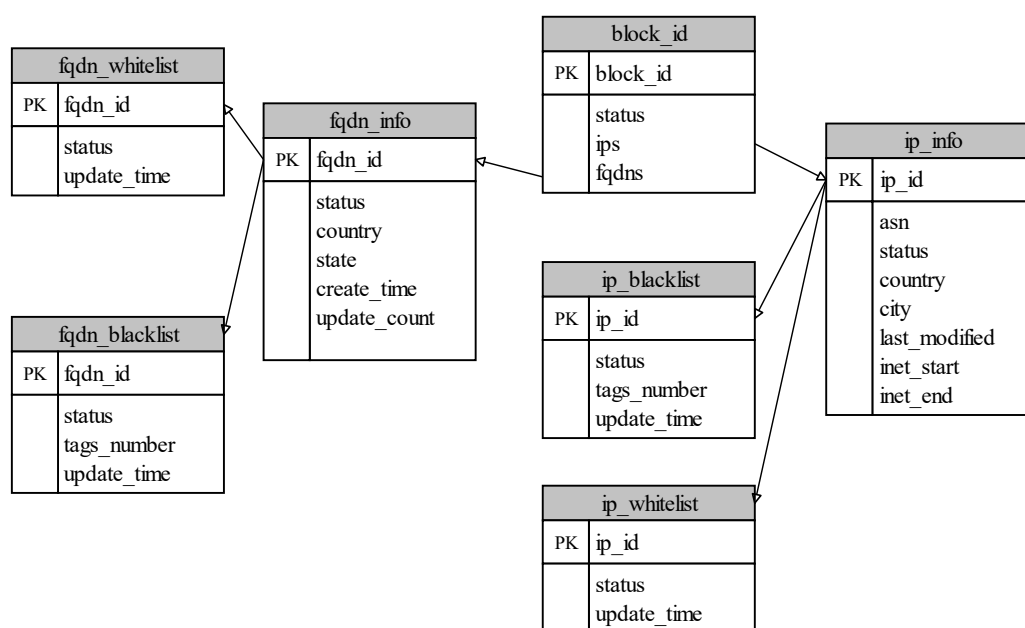 fqdn_whitelist
PK fqdn_id
status
update_time
fqdn_blacklist
PK fqdn_id
status
tags_number
update_time
fqdn_info
PK fqdn_id
status
country
state
create_time
update_count
block_id
PK block_id
status
ips
fqdns
ip_blacklist
PK ip_id
status
tags_number
update_time
ip_whitelist
PK ip_id
status
update_time
ip_info
PK ip_id
asn
status
country
city
last_modified
inet_start
inet_end